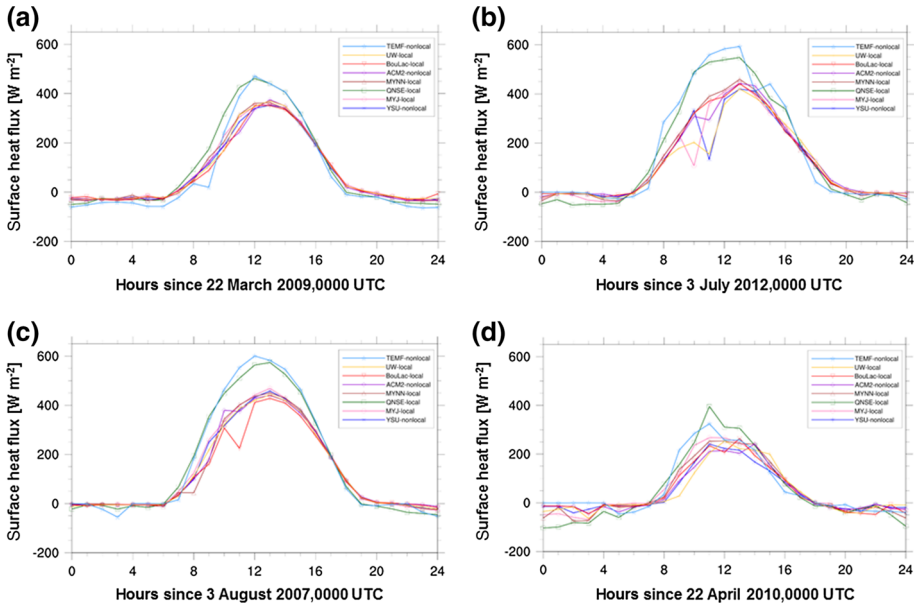 (a)
Surface heat flux [W m⁻²]
600
400
200
0
-200
TEMF-nonlocal
UW-local
BouLac-local
ACM2-nonlocal
MYNN-local
QNSE-local
MYJ-local
YSU-nonlocal
0 4 8 12 16 20 24
Hours since 22 March 2009,0000 UTC
(b)
Surface heat flux [W m⁻²]
600
400
200
0
-200
TEMF-nonlocal
UW-local
BouLac-local
ACM2-nonlocal
MYNN-local
QNSE-local
MYJ-local
YSU-nonlocal
0 4 8 12 16 20 24
Hours since 3 July 2012,0000 UTC
(c)
Surface heat flux [W m⁻²]
600
400
200
0
-200
TEMF-nonlocal
UW-local
BouLac-local
ACM2-nonlocal
MYNN-local
QNSE-local
MYJ-local
YSU-nonlocal
0 4 8 12 16 20 24
Hours since 3 August 2007,0000 UTC
(d)
Surface heat flux [W m⁻²]
600
400
200
0
-200
TEMF-nonlocal
UW-local
BouLac-local
ACM2-nonlocal
MYNN-local
QNSE-local
MYJ-local
YSU-nonlocal
0 4 8 12 16 20 24
Hours since 22 April 2010,0000 UTC